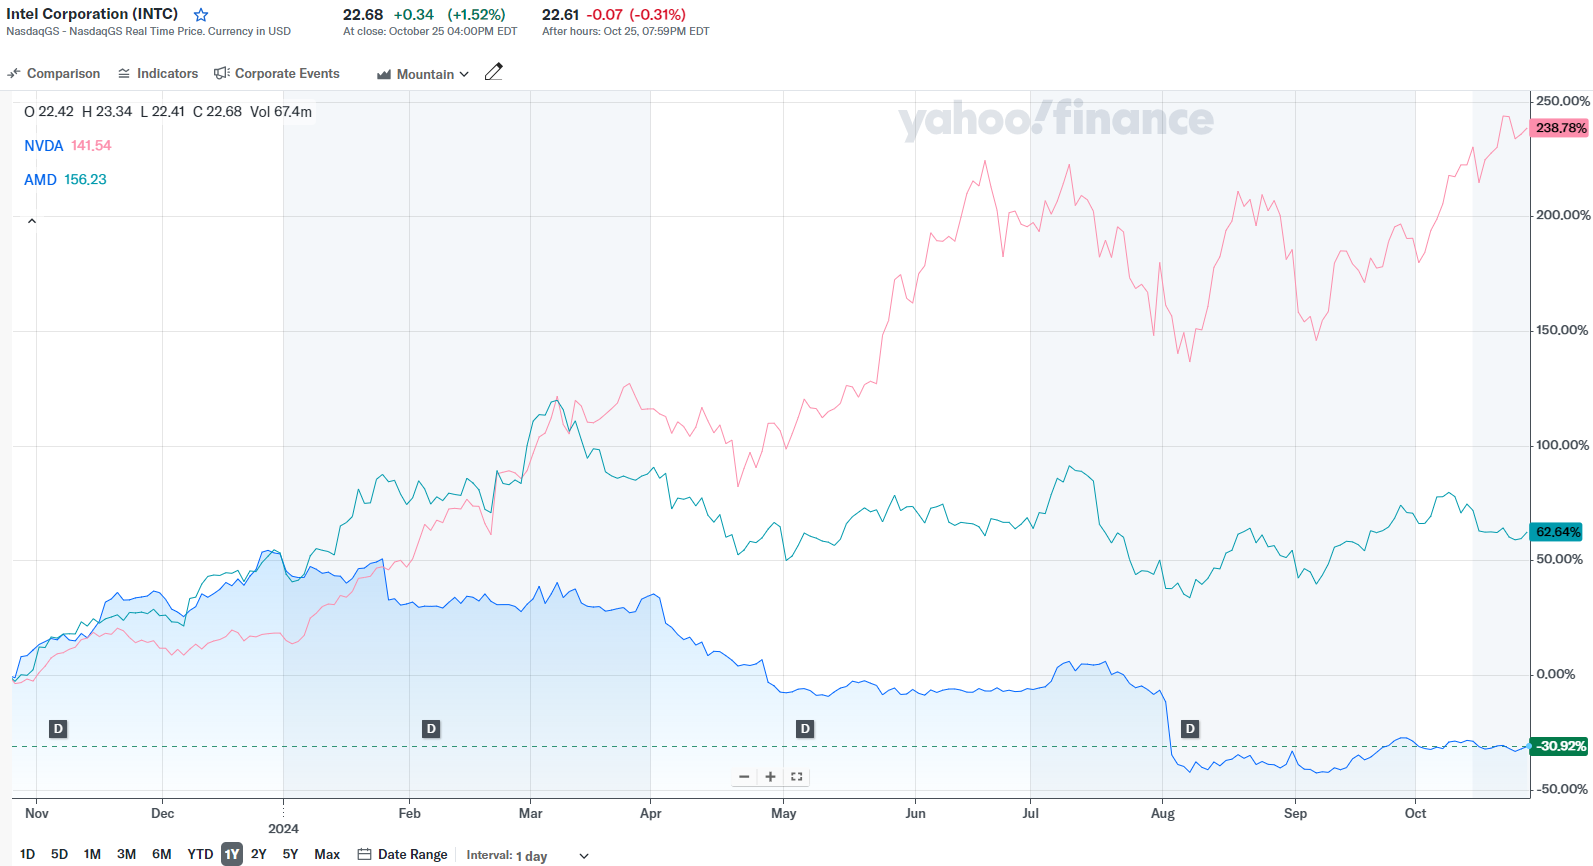 Intel Corporation (INTC)
22.68 +0.34 (+1.52%)
22.61 -0.07 (-0.31%)
NasdaqGS - NasdaqGS Real Time Price. Currency in USD
At close: October 25 04:00PM EDT
After hours: Oct 25, 07:59PM EDT
Comparison Indicators Corporate Events Mountain
O 22.42 H 23.34 L 22.41 C 22.68 Vol 67.4m
NVDA 141.54
AMD 156.23
yahoo!finance
250.00%
238.78%
200.00%
150.00%
100.00%
62.64%
50.00%
0.00%
D D D D
-30.92%
-50.00%
Nov Dec Feb Mar Apr May Jun Jul Aug Sep Oct
2024
1D 5D 1M 3M 6M YTD 1Y 2Y 5Y Max Date Range Interval: 1 day